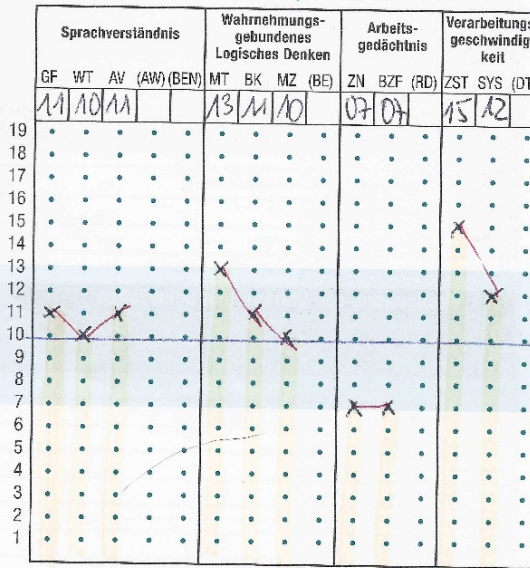 Sprachverständnis
Wahrnehmungs-
gebundenes
Logisches Denken
Arbeits-
gedächtnis
Verarbeitungs
geschwindig
keit
GF WT AV (AW) (BEN) MT BK MZ (BE) ZN BZF (RD) ZST SYS (DT
11 10 11 13 11 10 07 07 15 12
19
18
17
16
15
14
13
12
11
10
9
8
7
6
5
4
3
2
1